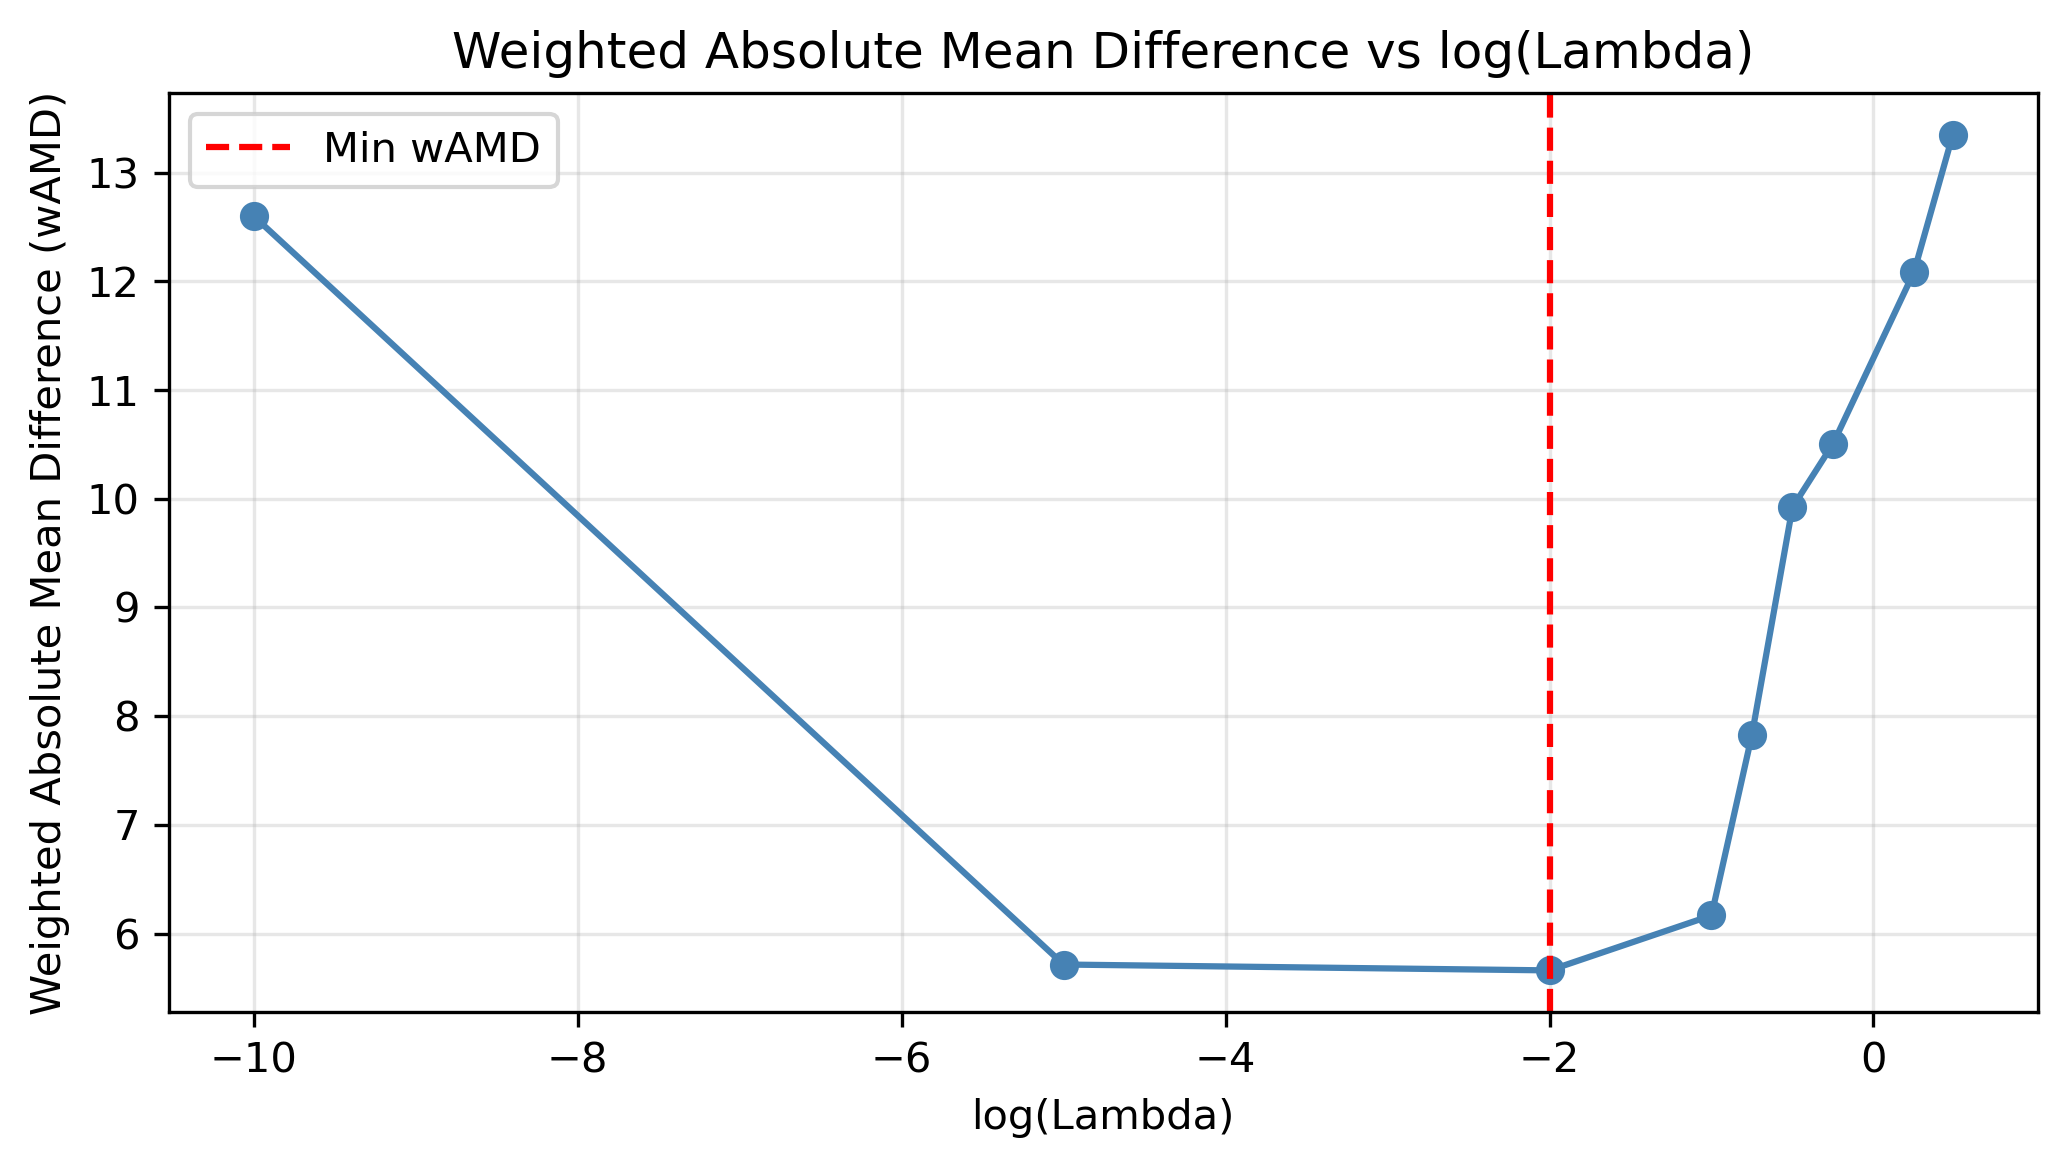 Weighted Absolute Mean Difference vs log(Lambda)
Min wAMD
Weighted Absolute Mean Difference (wAMD)
13
12
11
10
9
8
7
6
−10 −8 −6 −4 −2 0
log(Lambda)